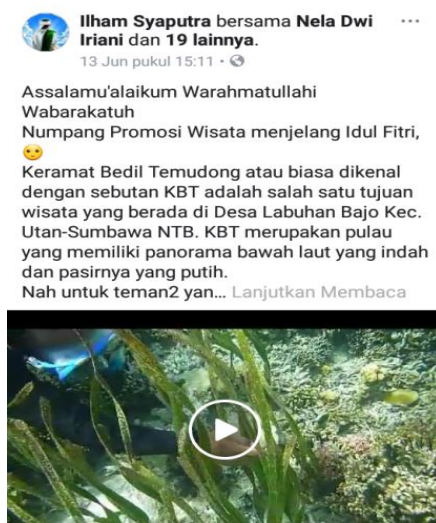 Ilham Syaputra bersama Nela Dwi
Iriani dan 19 lainnya.
13 Jun pukul 15:11 •
Assalamu'alaikum Warahmatullahi
Wabarakatuh
Numpang Promosi Wisata menjelang Idul Fitri,
Keramat Bedil Temudong atau biasa dikenal
dengan sebutan KBT adalah salah satu tujuan
wisata yang berada di Desa Labuhan Bajo Kec.
Utan-Sumbawa NTB. KBT merupakan pulau
yang memiliki panorama bawah laut yang indah
dan pasirnya yang putih.
Nah untuk teman2 yan... Lanjutkan Membaca